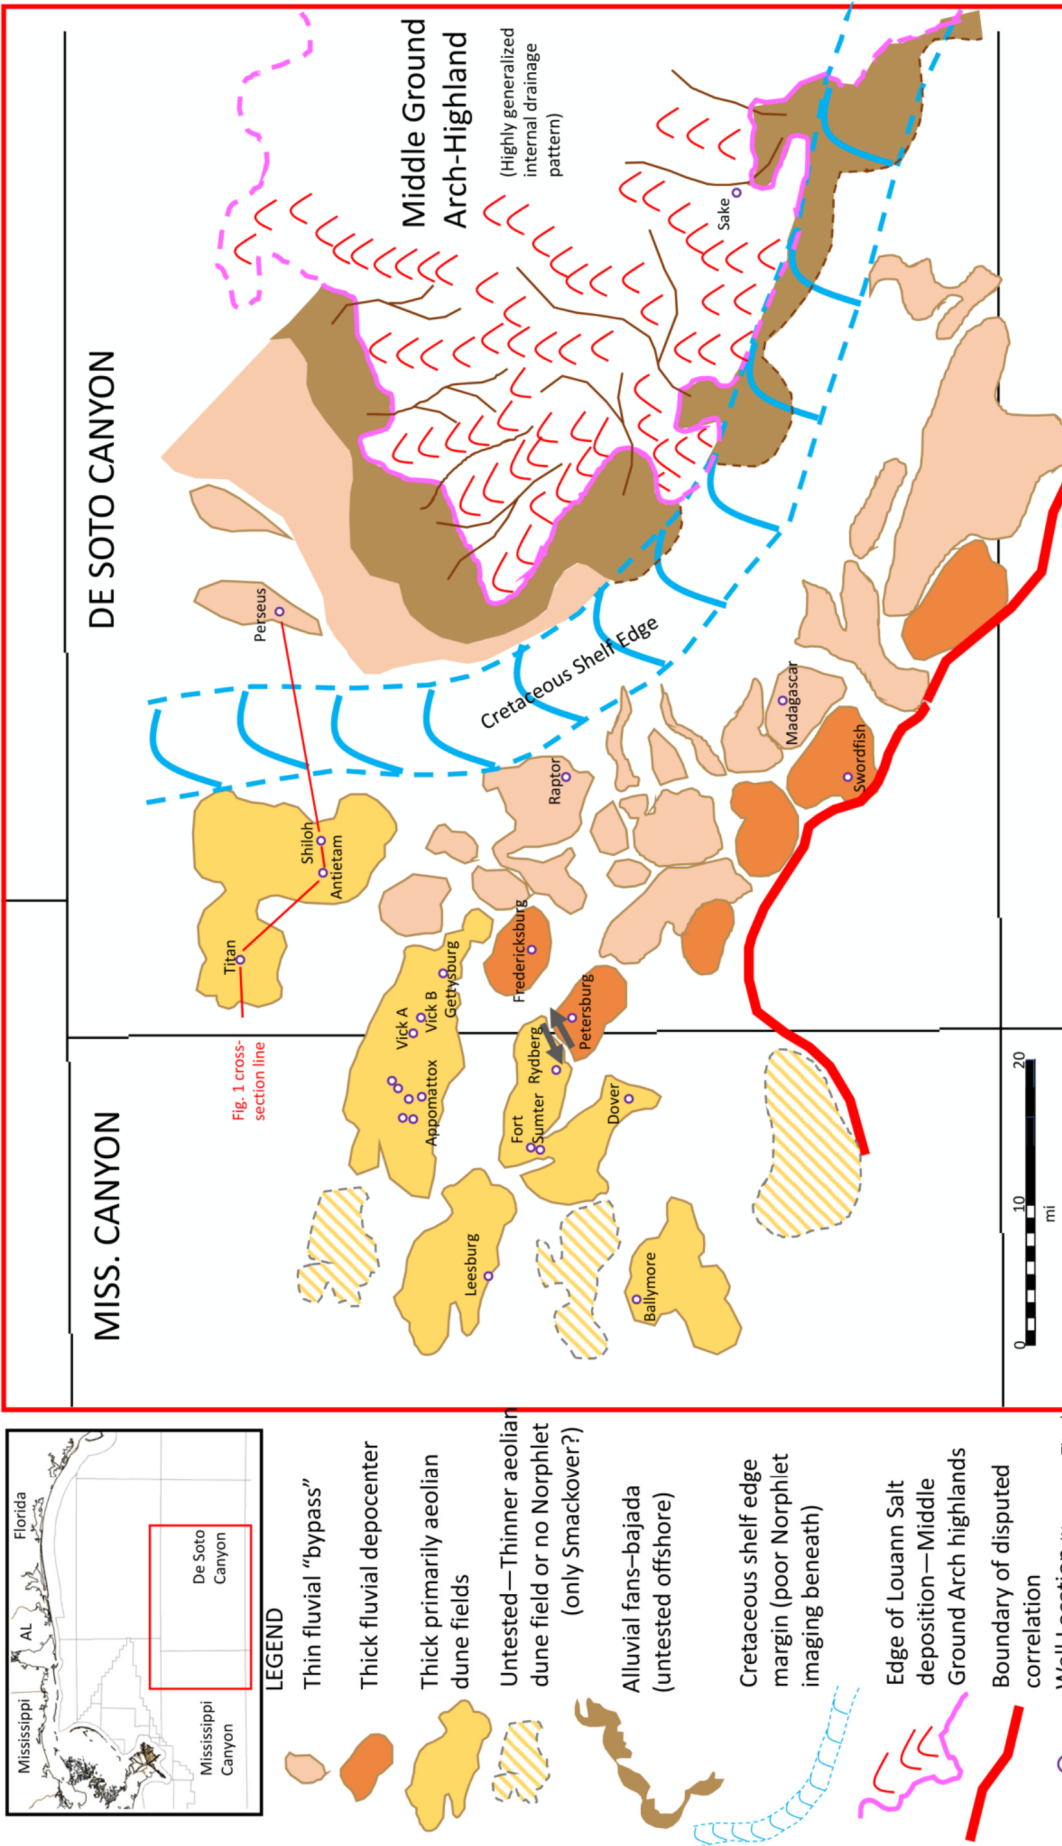 MISS. CANYON
DE SOTO CANYON
Middle Ground
Arch-Highland
(Highly generalized
internal drainage
pattern)
Fig. 1 cross-
section line
Titan
Shiloh
Antietam
Perseus
Vick A
Vick B
Gettysburg
Appomattox
Leesburg
Fort
Sumter
Rydberg
Fredericksburg
Petersburg
Dover
Ballymore
Raptor
Cretaceous Shelf Edge
Madagascar
Swordfish
Sake
0
10
20
mi
Mississippi
AL
Florida
Mississippi
Canyon
De Soto
Canyon
LEGEND
Thin fluvial “bypass”
Thick fluvial depocenter
Thick primarily aeolian
dune fields
Untested—Thinner aeolian
dune field or no Norphlet
(only Smackover?)
Alluvial fans–bajada
(untested offshore)
Cretaceous shelf edge
margin (poor Norphlet
imaging beneath)
Edge of Louann Salt
deposition—Middle
Ground Arch highlands
Boundary of disputed
correlation